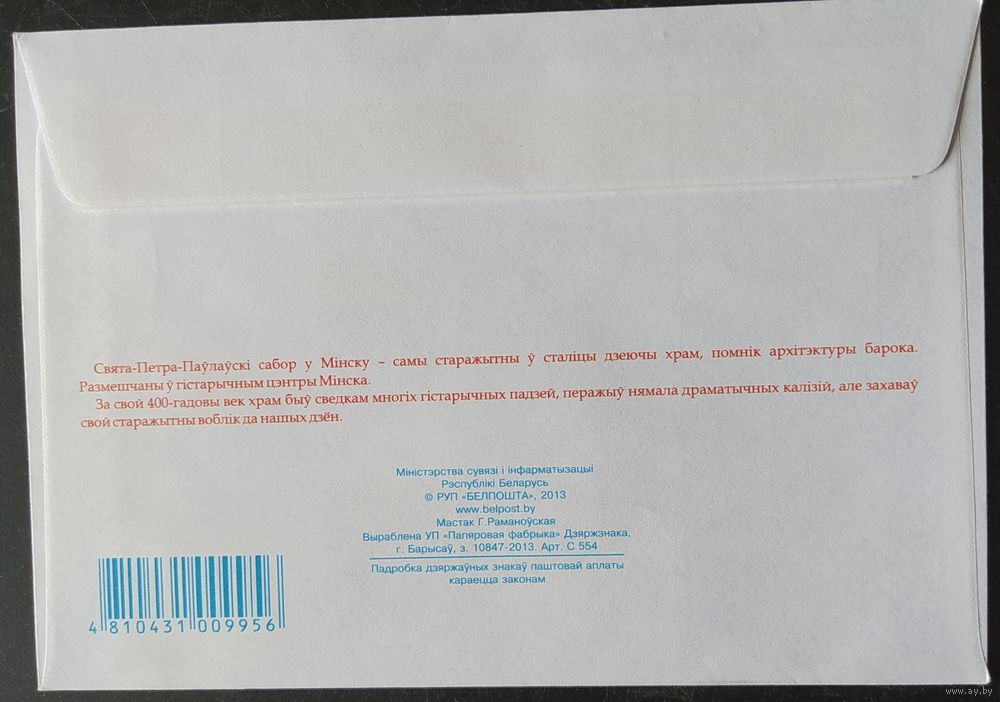 Свята-Петра-Паўлаўскі сабор у Мінску – самы старажытны ў сталіцы дзеючы храм, помнік архітэктуры барока.
Размешчаны ў гістарычным цэнтры Мінска.
За свой 400-гадовы век храм быў сведкам многіх гістарычных падзей, перажыў нямала драматычных калізій, але захаваў
свой старажытны воблік да нашых дзён.
Міністэрства сувязі і інфарматызацыі
Рэспублікі Беларусь
© РУП «БЕЛПОШТА», 2013
www.belpost.by
Мастак Г.Раманоўская
Выраблена УП «Папяровая фабрыка» Дзяржзнака,
г. Барысаў, з. 10847-2013. Арт. С 554
Падробка дзяржаўных знакаў паштовай аплаты
караецца законам
4 810431 009956
www.ay.by